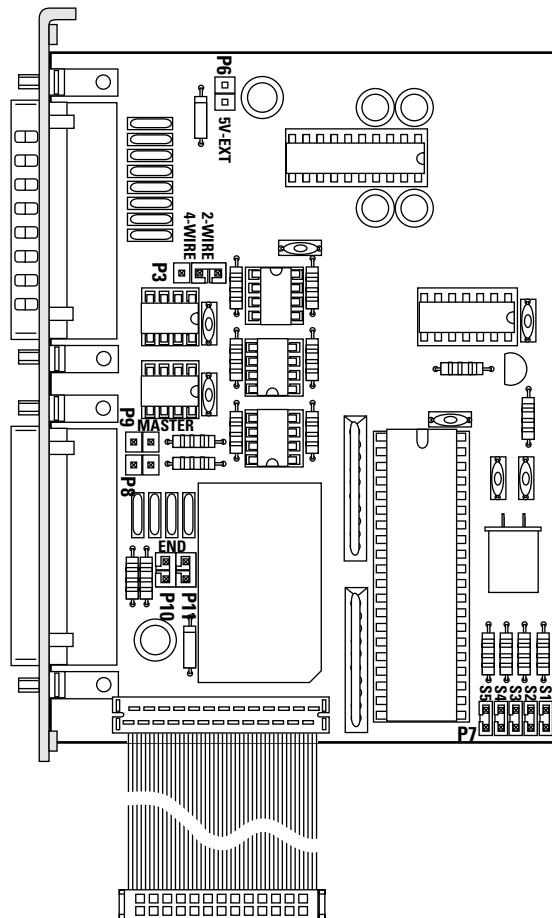 P6
5V-EXT
2-WIRE
4-WIRE
P3
P9
MASTER
P8
END
P10
P11
S5
S4
S3
S2
S1
P7